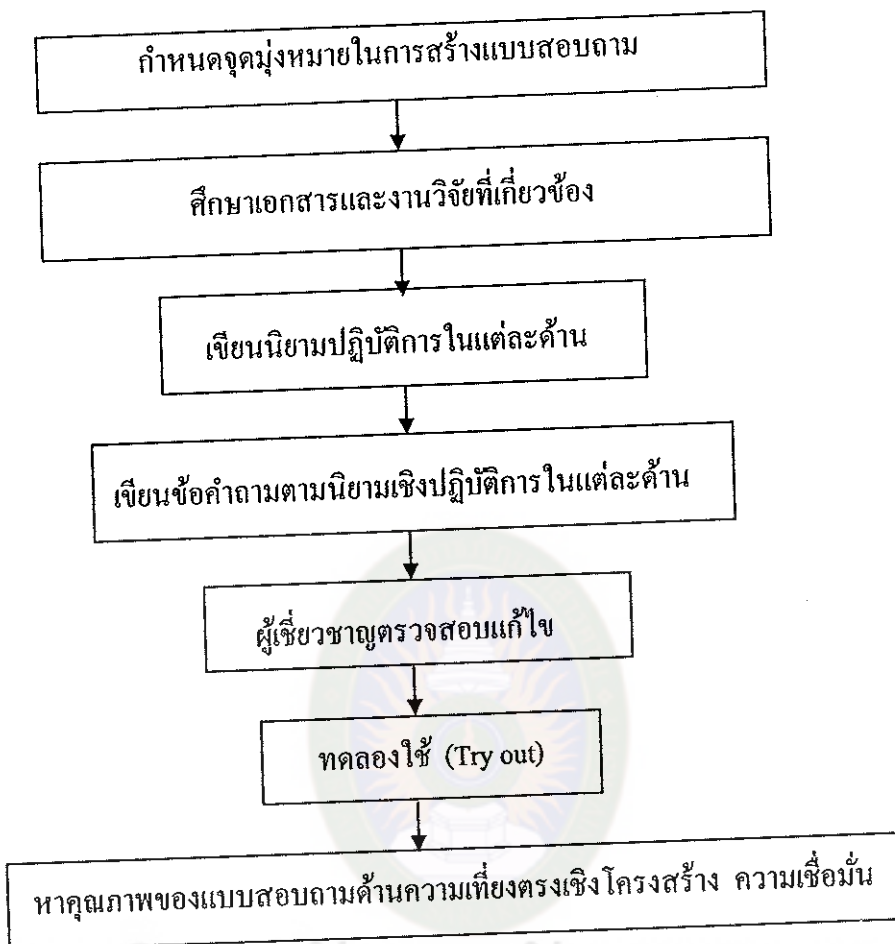 กำหนดจุดมุ่งหมายในการสร้างแบบสอบถาม
ศึกษาเอกสารและงานวิจัยที่เกี่ยวข้อง
เขียนนิยามปฏิบัติการในแต่ละด้าน
เขียนข้อคำถามตามนิยามเชิงปฏิบัติการในแต่ละด้าน
ผู้เชี่ยวชาญตรวจสอบแก้ไข
ทดลองใช้ (Try out)
หาคุณภาพของแบบสอบถามด้านความเที่ยงตรงเชิงโครงสร้าง ความเชื่อมั่น